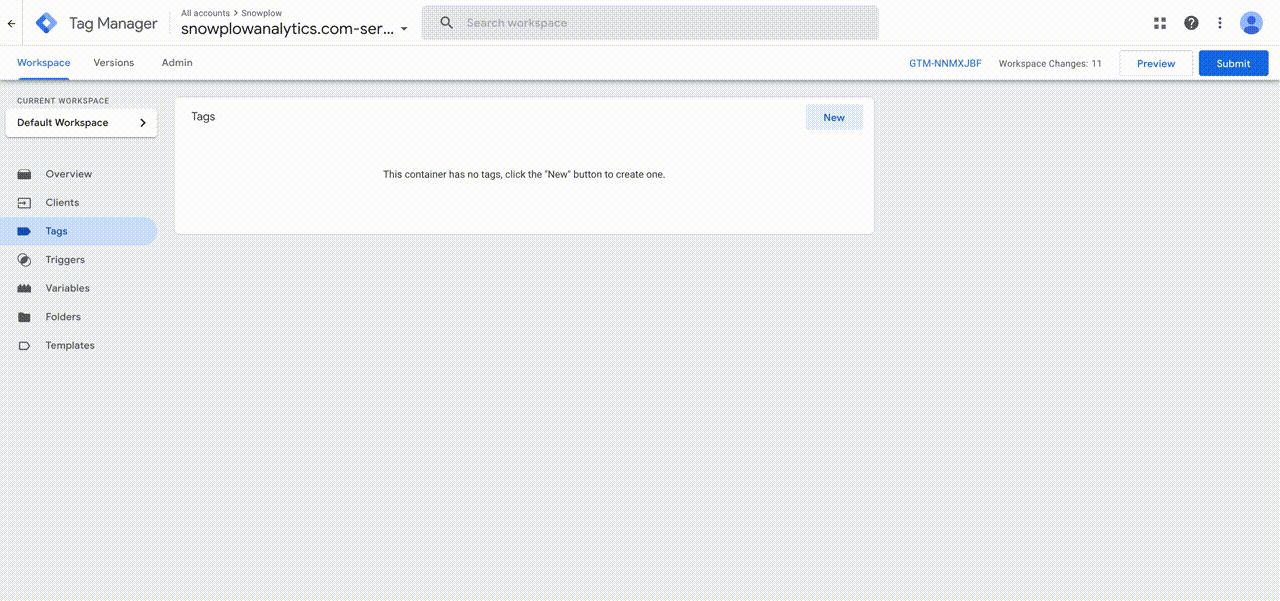 Tag Manager
All accounts > Snowplow
snowplowanalytics.com-ser...
Search workspace
Workspace
Versions
Admin
GTM-NNMXJBF
Workspace Changes: 11
Preview
Submit
CURRENT WORKSPACE
Default Workspace
Overview
Clients
Tags
Triggers
Variables
Folders
Templates
Tags
New
This container has no tags, click the "New" button to create one.